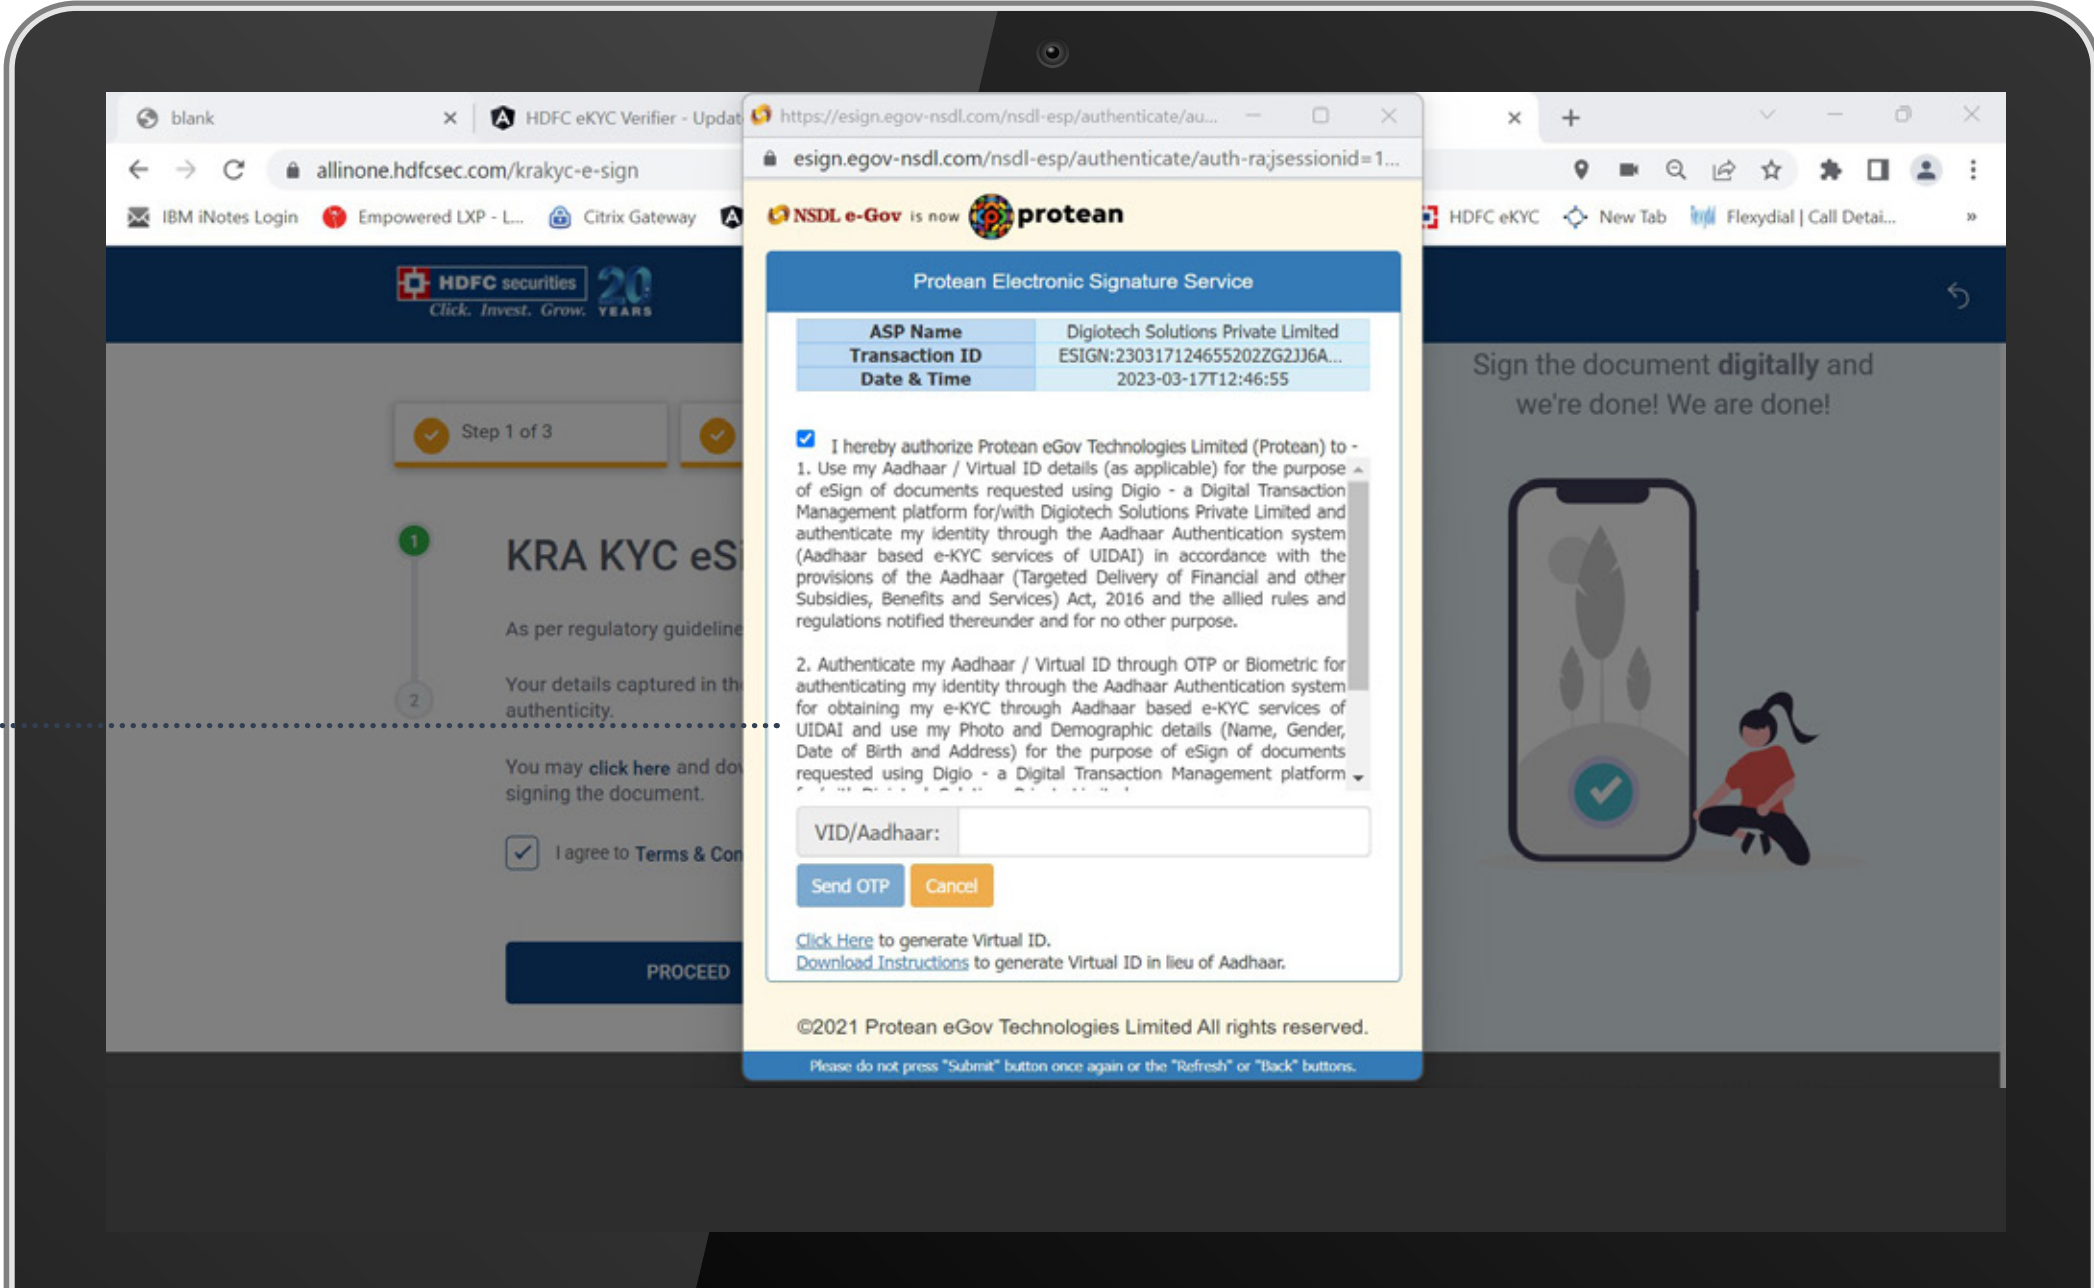 blank
HDFC eKYC Verifier - Updat
https://esign.egov-nsdl.com/nsdl-esp/authenticate/au...
allinone.hdfcsec.com/krakyc-e-sign
esign.egov-nsdl.com/nsdl-esp/authenticate/auth-ra;jsessionid=1...
IBM iNotes Login
Empowered LXP - L...
Citrix Gateway
HDFC eKYC
New Tab
Flexydial | Call Detai...
»
NSDL e-Gov is now protean
HDFC securities
Click. Invest. Grow.
20
YEARS
Protean Electronic Signature Service
ASP Name Digiotech Solutions Private Limited
Transaction ID ESIGN:230317124655202ZG2JJ6A...
Date & Time 2023-03-17T12:46:55
I hereby authorize Protean eGov Technologies Limited (Protean) to -
1. Use my Aadhaar / Virtual ID details (as applicable) for the purpose
of eSign of documents requested using Digio - a Digital Transaction
Management platform for/with Digiotech Solutions Private Limited and
authenticate my identity through the Aadhaar Authentication system
(Aadhaar based e-KYC services of UIDAI) in accordance with the
provisions of the Aadhaar (Targeted Delivery of Financial and other
Subsidies, Benefits and Services) Act, 2016 and the allied rules and
regulations notified thereunder and for no other purpose.
2. Authenticate my Aadhaar / Virtual ID through OTP or Biometric for
authenticating my identity through the Aadhaar Authentication system
for obtaining my e-KYC through Aadhaar based e-KYC services of
UIDAI and use my Photo and Demographic details (Name, Gender,
Date of Birth and Address) for the purpose of eSign of documents
requested using Digio - a Digital Transaction Management platform
VID/Aadhaar:
Send OTP
Cancel
Click Here to generate Virtual ID.
Download Instructions to generate Virtual ID in lieu of Aadhaar.
©2021 Protean eGov Technologies Limited All rights reserved.
Please do not press "Submit" button once again or the "Refresh" or "Back" buttons.
Step 1 of 3
1
KRA KYC eSi
As per regulatory guideline
2
Your details captured in th
authenticity.
You may click here and dow
signing the document.
I agree to Terms & Con
PROCEED
Sign the document digitally and
we're done! We are done!